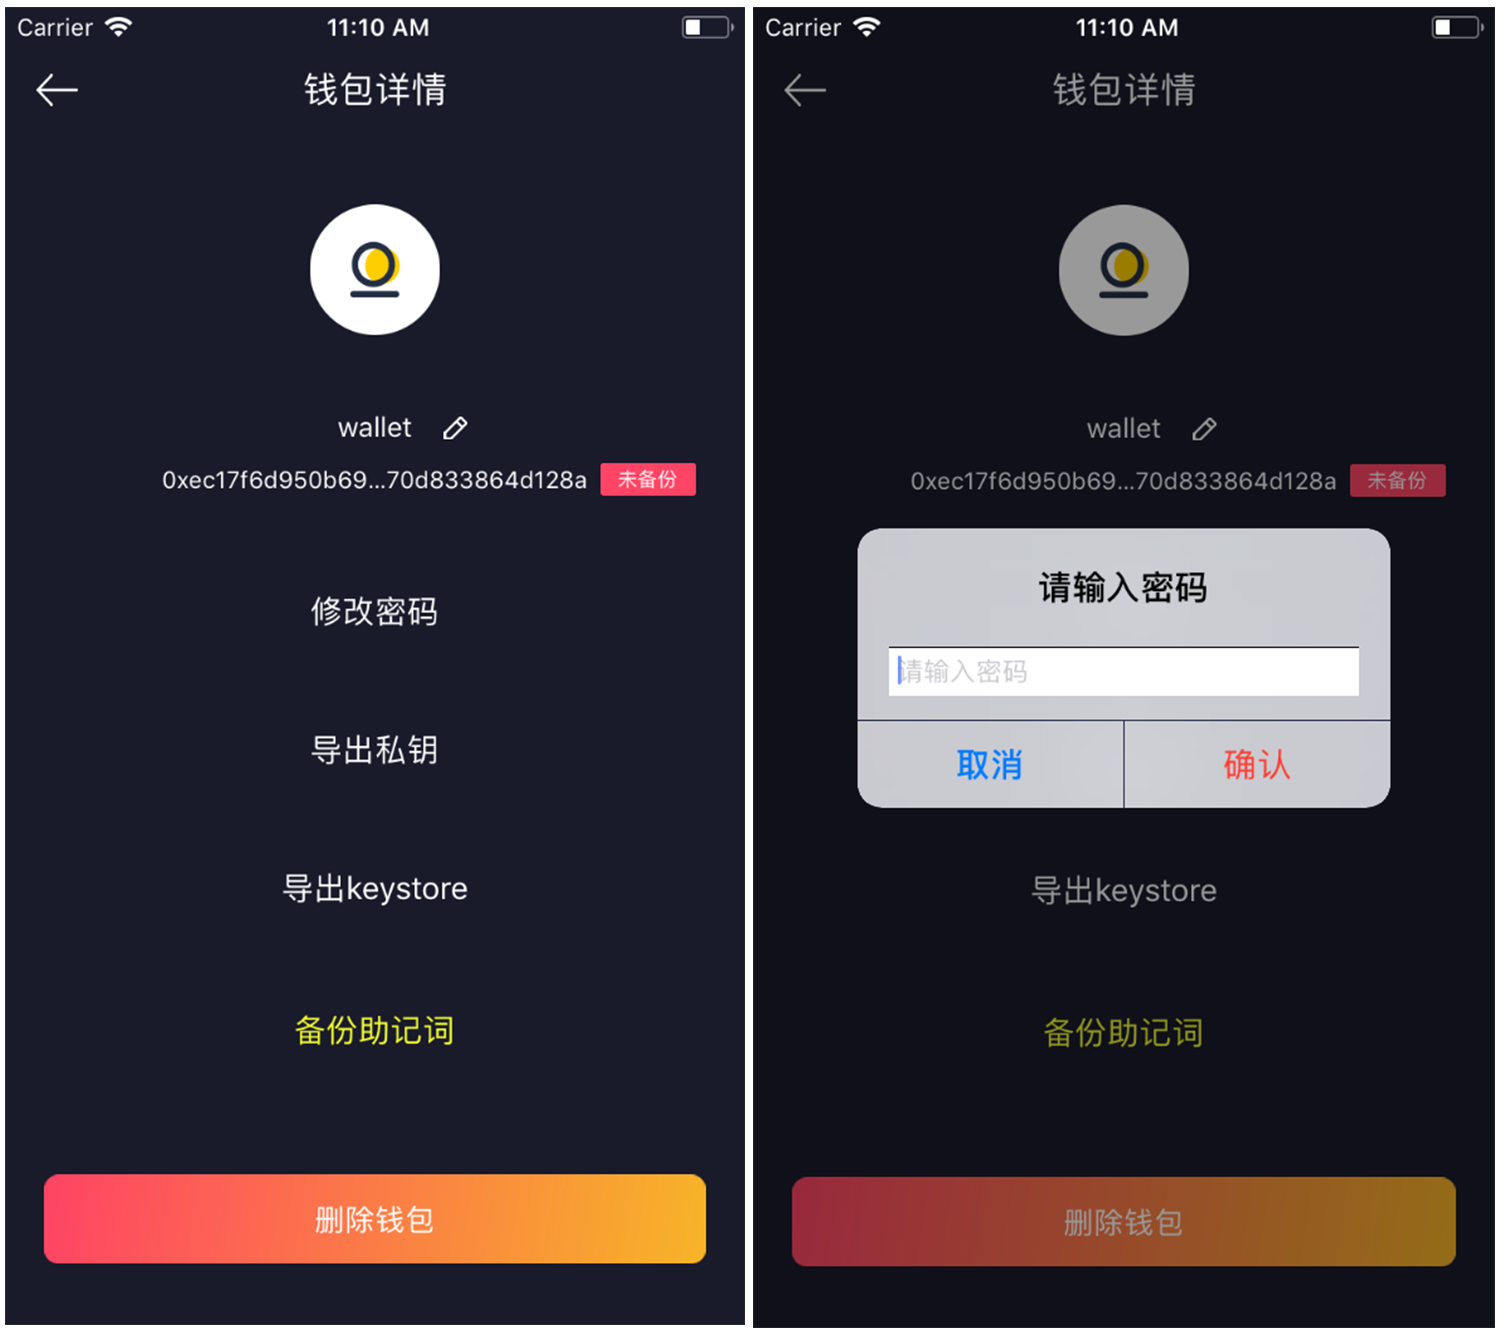 Carrier 11:10 AM
钱包详情
wallet
0xec17f6d950b69...70d833864d128a 未备份
修改密码
导出私钥
导出keystore
备份助记词
删除钱包
Carrier 11:10 AM
钱包详情
wallet
0xec17f6d950b69...70d833864d128a 未备份
请输入密码
请输入密码
取消 确认
导出keystore
备份助记词
删除钱包